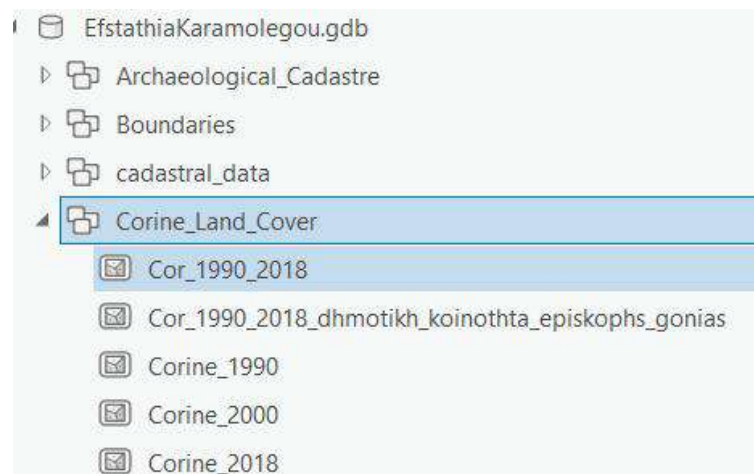 EfstathiaKaramolegou.gdb
Archaeological_Cadastre
Boundaries
cadastral_data
Corine_Land_Cover
Cor_1990_2018
Cor_1990_2018_dhmotikh_koinothta_episkophs_gonias
Corine_1990
Corine_2000
Corine_2018